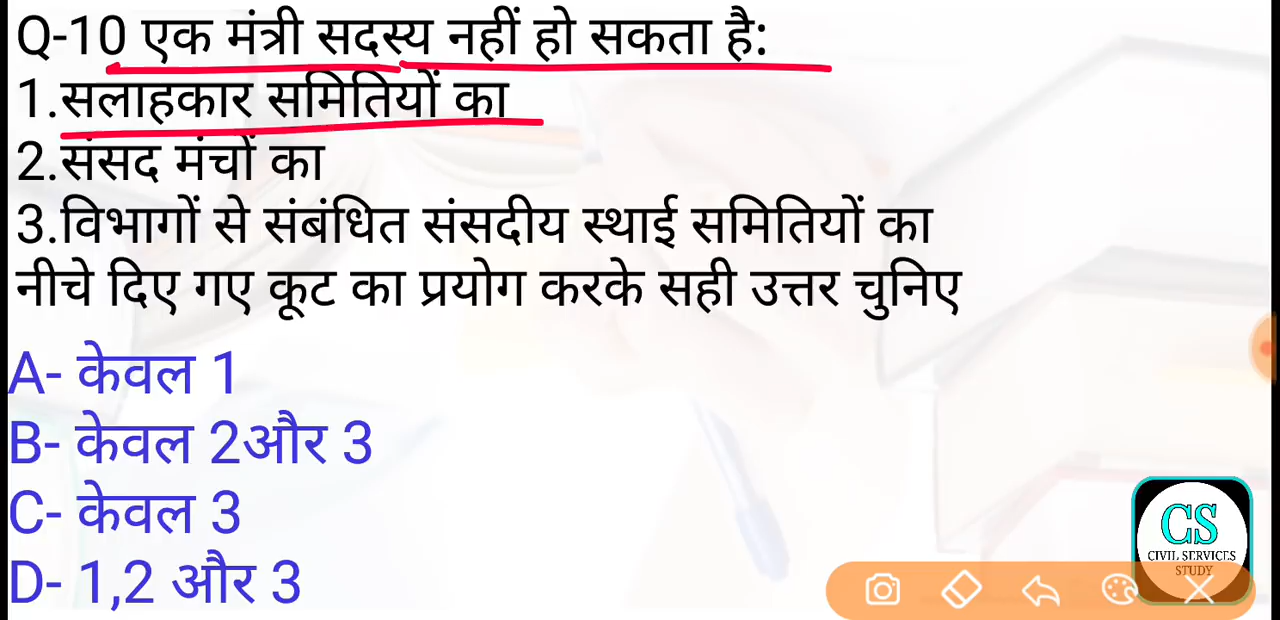 Q-10 एक मंत्री सदस्य नहीं हो सकता है:
1.सलाहकार समितियों का
2.संसद मंचों का
3.विभागों से संबंधित संसदीय स्थाई समितियों का
नीचे दिए गए कूट का प्रयोग करके सही उत्तर चुनिए
A- केवल 1
B- केवल 2और 3
C- केवल 3
D- 1,2 और 3
CS
CIVIL SERVICES
STUDY